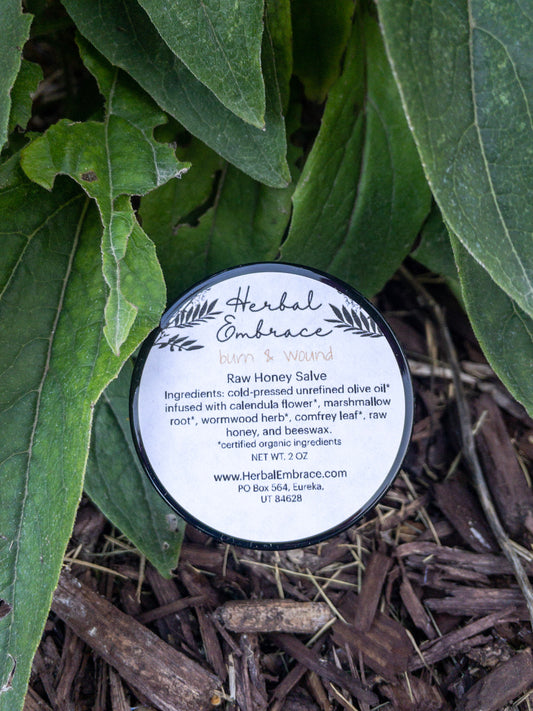 Herbal
Embrace
burn & wound
Raw Honey Salve
Ingredients: cold-pressed unrefined olive oil*
infused with calendula flower*, marshmallow
root*, wormwood herb*, comfrey leaf*, raw
honey, and beeswax.
*certified organic ingredients
NET WT. 2 OZ
www.HerbalEmbrace.com
PO Box 564, Eureka,
UT 84628